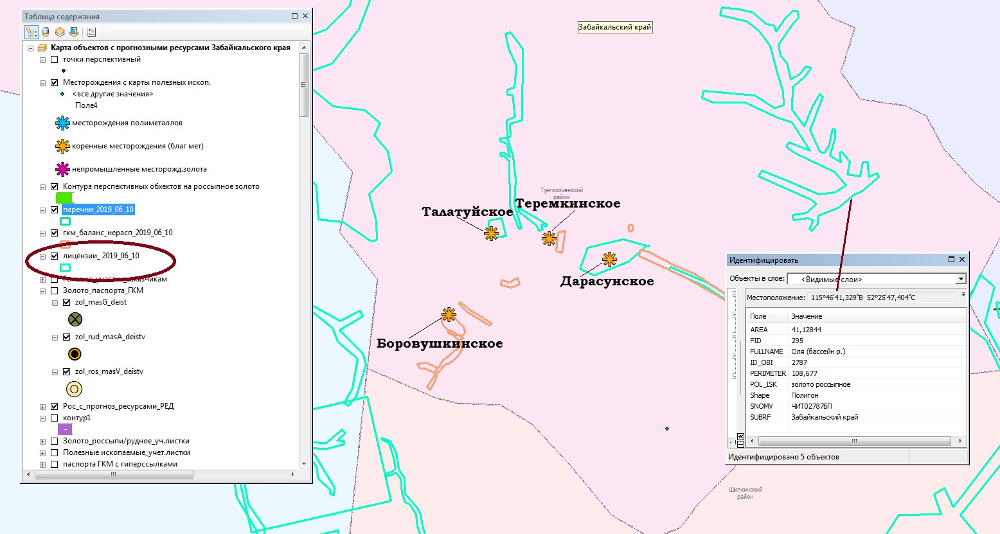 Таблица содержания
Карта объектов с прогнозными ресурсами Забайкальского края
точки перспективный
Месторождения с карты полезных ископ.
<все другие значения>
Поле4
месторождения полиметаллов
коренные месторождения (благ мет)
непромышленные месторожд.золота
Контура перспективных обхектов на россыпное золото
перечни_2019_06_10
гкм_баланс_нерасп_2019_06_10
лицензии_ 2019_06_10
Золото_паспорта_ГКМ
zol_masG_deist
zol_rud_masA_deistv
zol_ros_masV_deistv
Рос_с_прогноз_ресурсами_РЕД
контур1
Золото_россыпи/рудное_уч.листки
Полезные ископаемые_учет.листки
паспорта ГКМ с гиперссылками
Забайкальский край
Тунгокоченский
район
Теремкинское
Талатуйское
Дарасунское
Боровушкинское
Идентифицировать
Объекты в слое: <Видимые слои>
Местоположение: 115°46'41,329"В 52°25'47,404"С
Поле Значение
AREA 41,12844
FID 295
FULLNAME Оля (бассейн р.)
ID_OBI 2787
PERIMETER 108,677
POL_ISK золото россыпное
Shape Полигон
SNOMV ЧИТ02787БП
SUBRF Забайкальский край
Идентифицировано 5 объектов
Шилкинский
район